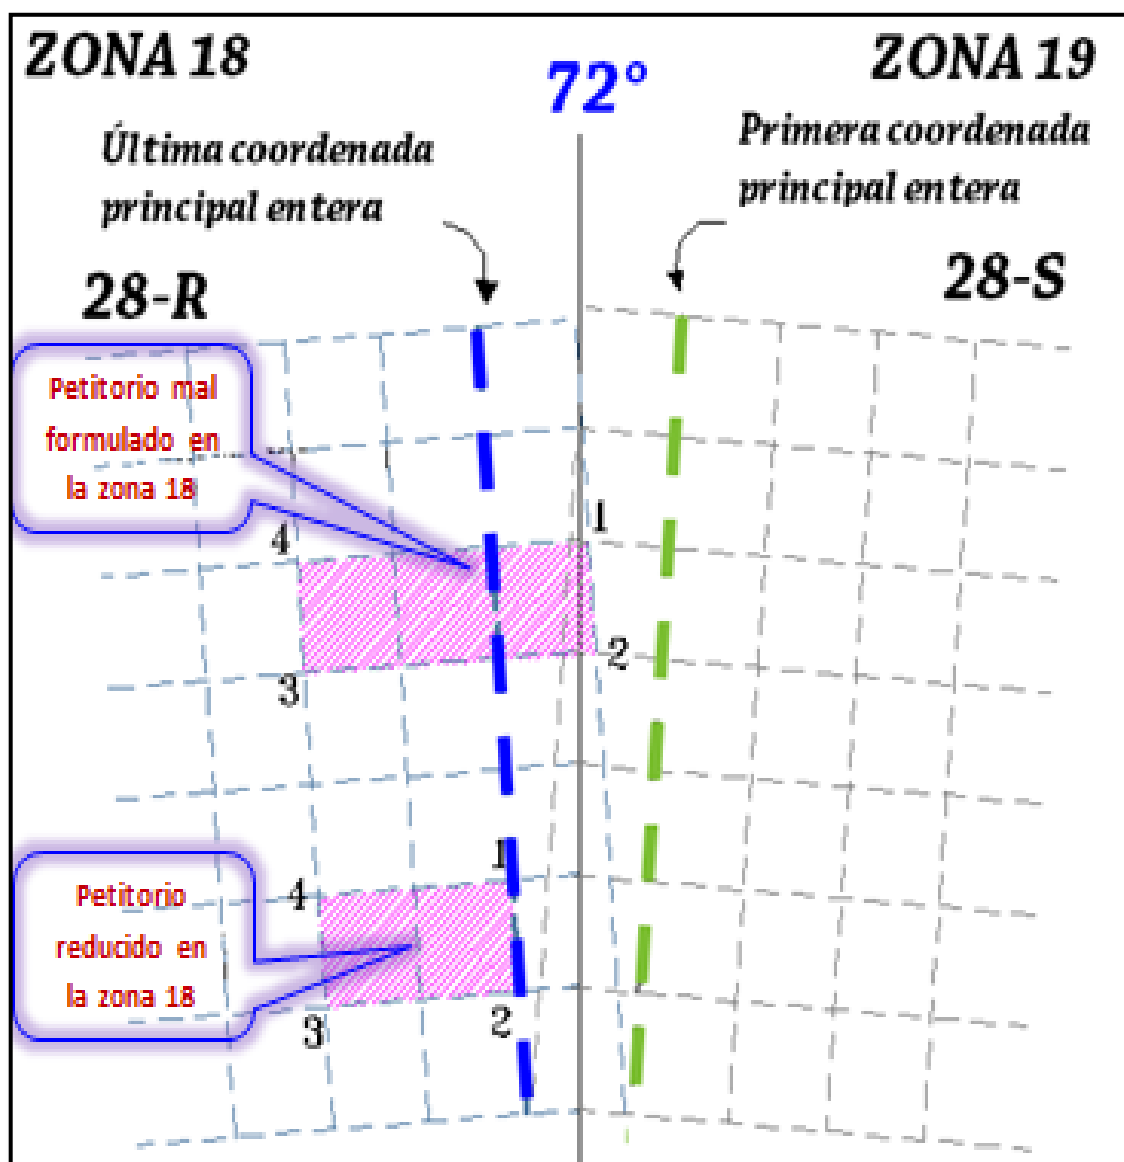 ZONA 18
ZONA 19
72°
Última coordenada
principal entera
Primera coordenada
principal entera
28-R
28-S
Petitorio mal
formulado en
la zona 18
1
4
2
3
Petitorio
reducido en
la zona 18
1
4
2
3